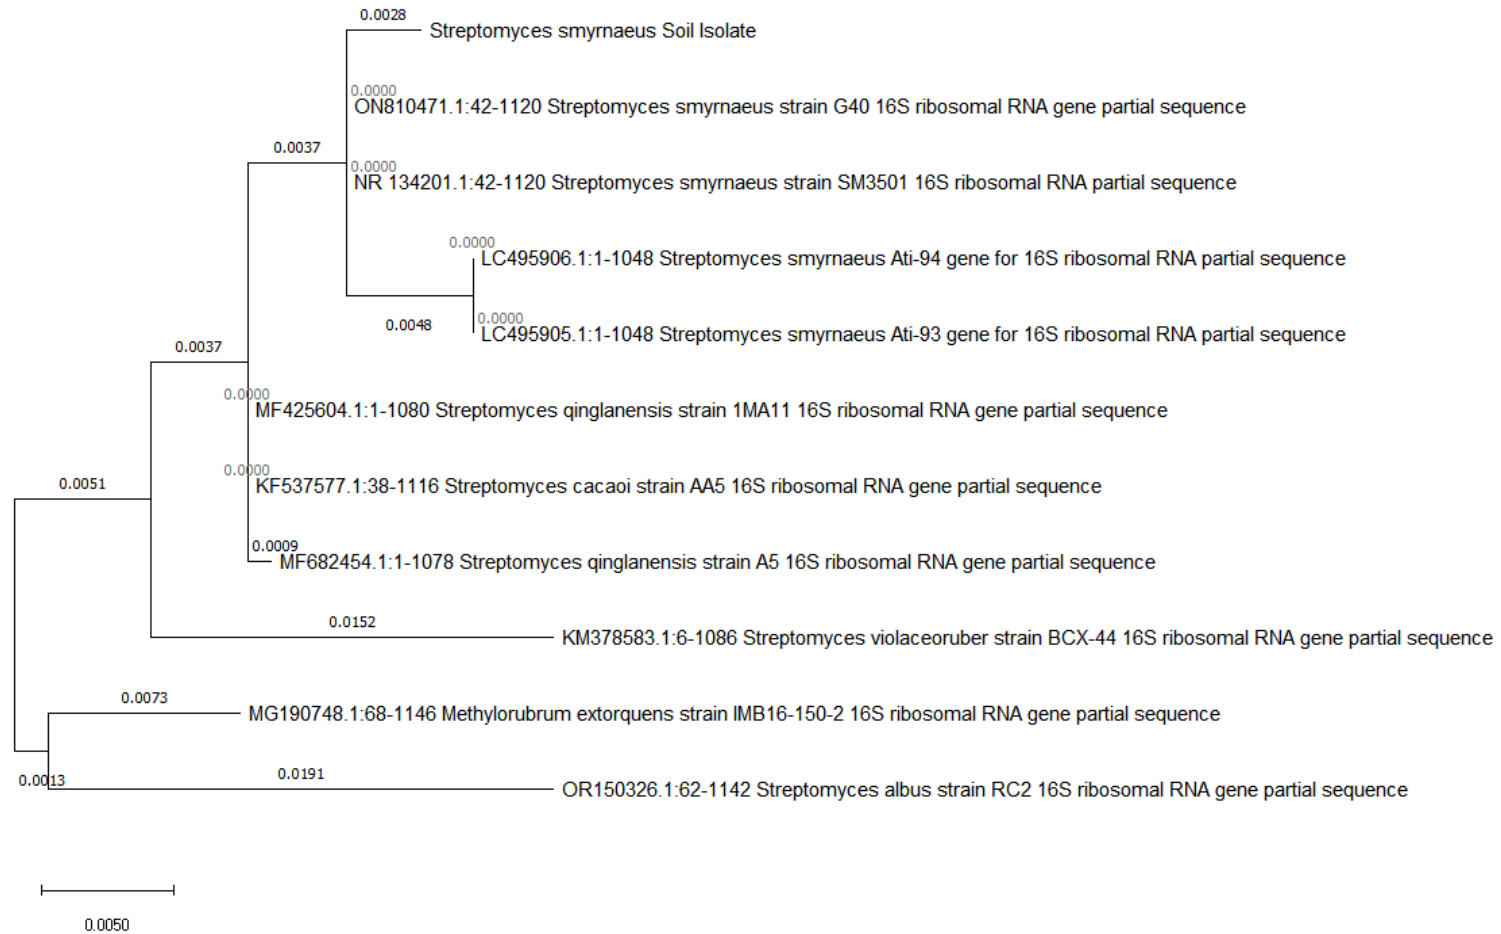 0.0028
Streptomyces smyrnaeus Soil Isolate
0.0000
ON810471.1:42-1120 Streptomyces smyrnaeus strain G40 16S ribosomal RNA gene partial sequence
0.0037
0.0000
NR 134201.1:42-1120 Streptomyces smyrnaeus strain SM3501 16S ribosomal RNA partial sequence
0.0000
LC495906.1:1-1048 Streptomyces smyrnaeus Ati-94 gene for 16S ribosomal RNA partial sequence
0.0048
0.0000
LC495905.1:1-1048 Streptomyces smyrnaeus Ati-93 gene for 16S ribosomal RNA partial sequence
0.0037
0.0000
MF425604.1:1-1080 Streptomyces qinglanensis strain 1MA11 16S ribosomal RNA gene partial sequence
0.0000
KF537577.1:38-1116 Streptomyces cacaoi strain AA5 16S ribosomal RNA gene partial sequence
0.0051
0.0009
MF682454.1:1-1078 Streptomyces qinglanensis strain A5 16S ribosomal RNA gene partial sequence
0.0152
KM378583.1:6-1086 Streptomyces violaceoruber strain BCX-44 16S ribosomal RNA gene partial sequence
0.0073
MG190748.1:68-1146 Methylorubrum extorquens strain IMB16-150-2 16S ribosomal RNA gene partial sequence
0.0013
0.0191
OR150326.1:62-1142 Streptomyces albus strain RC2 16S ribosomal RNA gene partial sequence
0.0050